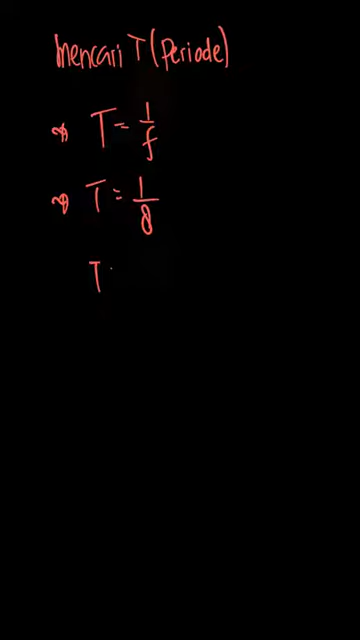 Mencari T (Periode)
⇒ T = 1/f
⇒ T = 1/8
T